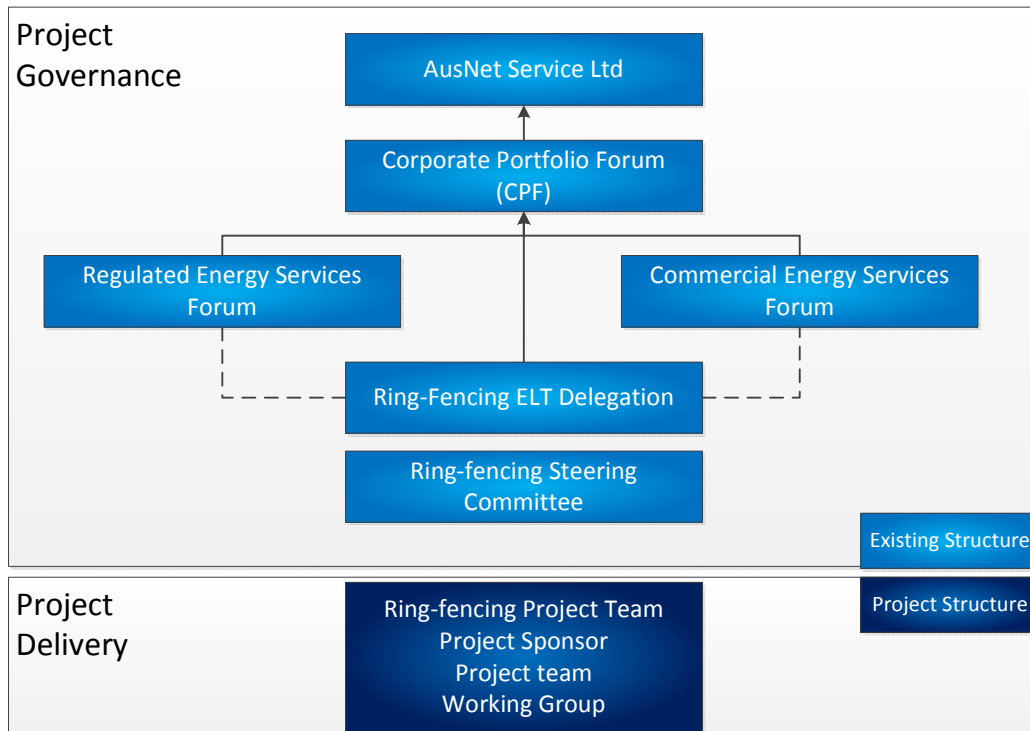 Project
Governance
AusNet Service Ltd
Corporate Portfolio Forum
(CPF)
Regulated Energy Services
Forum
Commercial Energy Services
Forum
Ring-Fencing ELT Delegation
Ring-fencing Steering
Committee
Existing Structure
Project
Delivery
Ring-fencing Project Team
Project Sponsor
Project team
Working Group
Project Structure